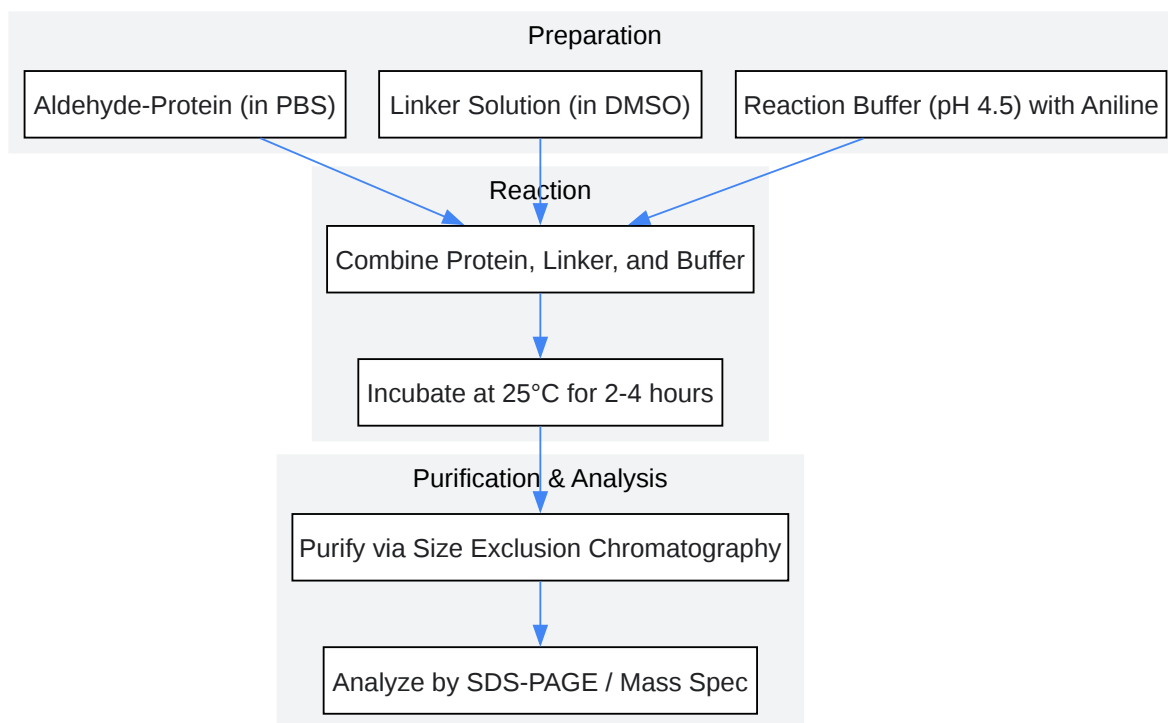 Preparation
Aldehyde-Protein (in PBS)
Linker Solution (in DMSO)
Reaction Buffer (pH 4.5) with Aniline
Reaction
Combine Protein, Linker, and Buffer
Incubate at 25°C for 2-4 hours
Purification & Analysis
Purify via Size Exclusion Chromatography
Analyze by SDS-PAGE / Mass Spec